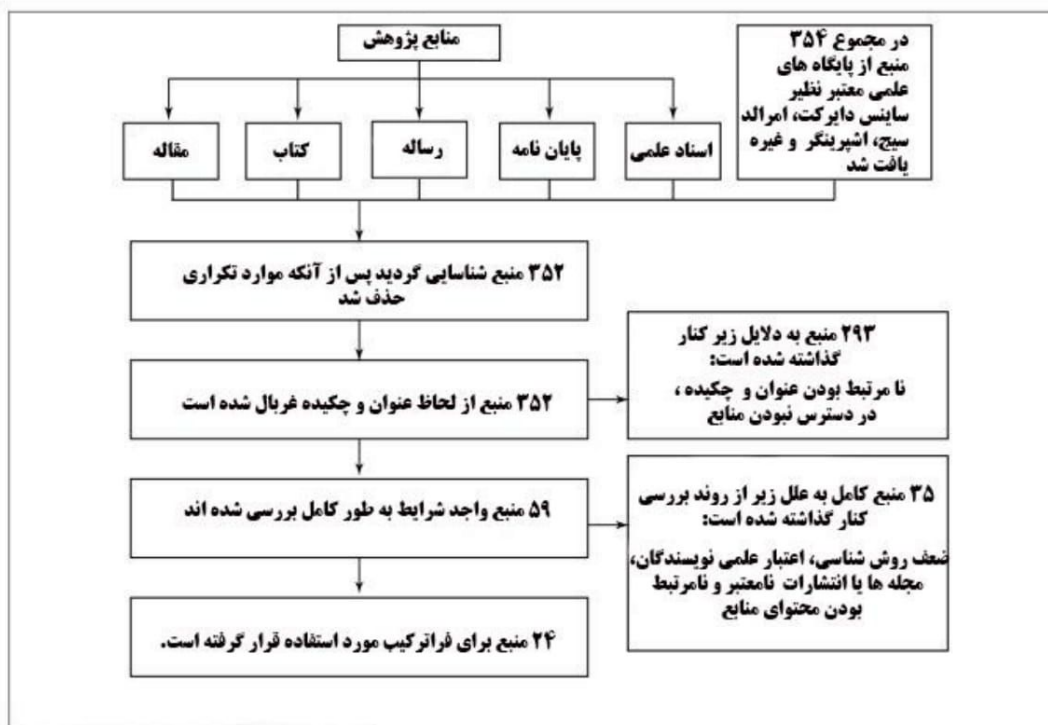 منابع پژوهش
در مجموع ۳۵۴
منبع از پایگاه های
علمی معتبر نظیر
ساینس دایرکت، امرالد
سیج، اشپرینگر و غیره
یافت شد
اسناد علمی
پایان نامه
رساله
کتاب
مقاله
۳۵۲ منبع شناسایی گردید پس از آنکه موارد تکراری
حذف شد
۳۵۲ منبع از لحاظ عنوان و چکیده غربال شده است
۲۹۳ منبع به دلایل زیر کنار
گذاشته شده است:
نا مرتبط بودن عنوان و چکیده ،
در دسترس نبودن منابع
۵۹ منبع واجد شرایط به طور کامل بررسی شده اند
۳۵ منبع کامل به علل زیر از روند بررسی
کنار گذاشته شده است:
ضعف روش شناسی، اعتبار علمی نویسندگان،
مجله ها یا انتشارات نامعتبر و نامرتبط
بودن محتوای منابع
۲۴ منبع برای فراترکیب مورد استفاده قرار گرفته است.